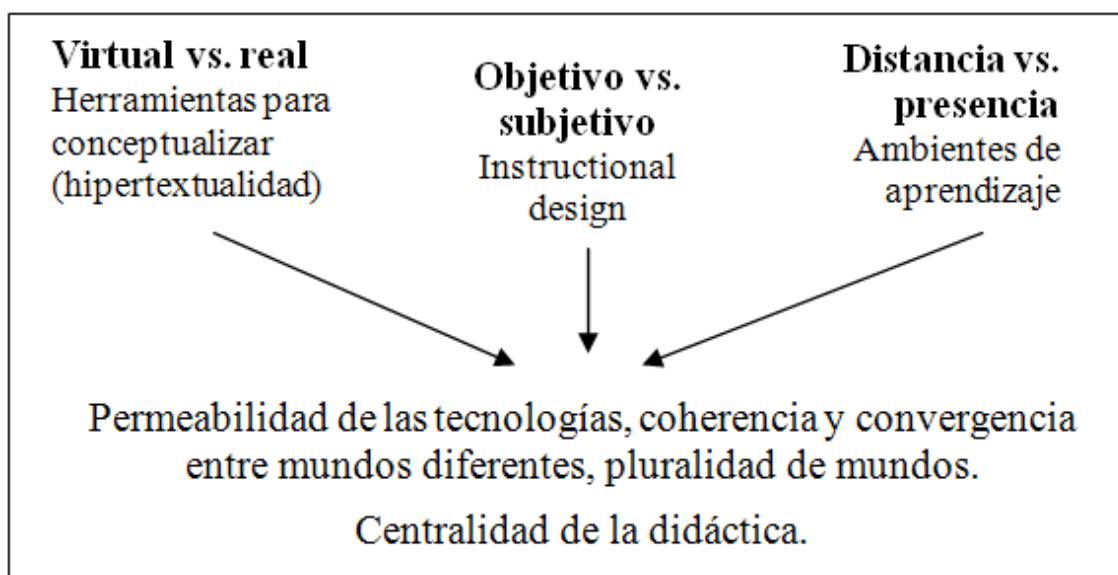 Virtual vs. real
Herramientas para
conceptualizar
(hipertextualidad)
Objetivo vs.
subjetivo
Instructional
design
Distancia vs.
presencia
Ambientes de
aprendizaje
Permeabilidad de las tecnologías, coherencia y convergencia
entre mundos diferentes, pluralidad de mundos.
Centralidad de la didáctica.